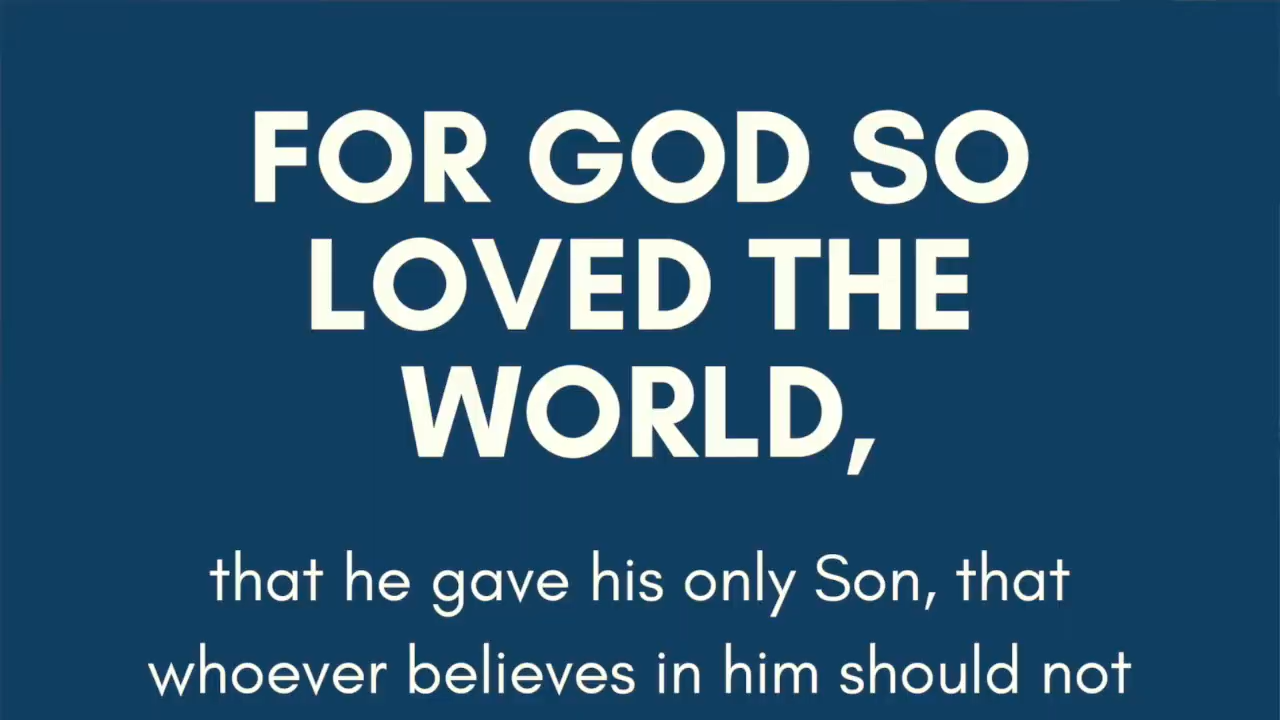 FOR GOD SO
LOVED THE
WORLD,
that he gave his only Son, that
whoever believes in him should not